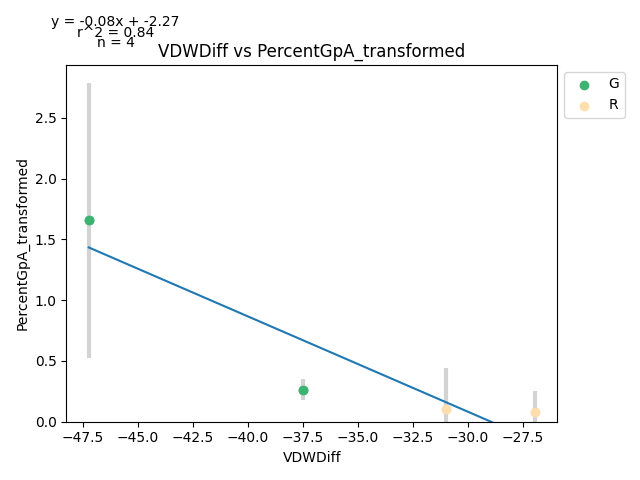 y = -0.08x + -2.27
r^2 = 0.84
n = 4
VDWDiff vs PercentGpA_transformed
G
R
PercentGpA_transformed
2.5
2.0
1.5
1.0
0.5
0.0
−47.5 −45.0 −42.5 −40.0 −37.5 −35.0 −32.5 −30.0 −27.5
VDWDiff